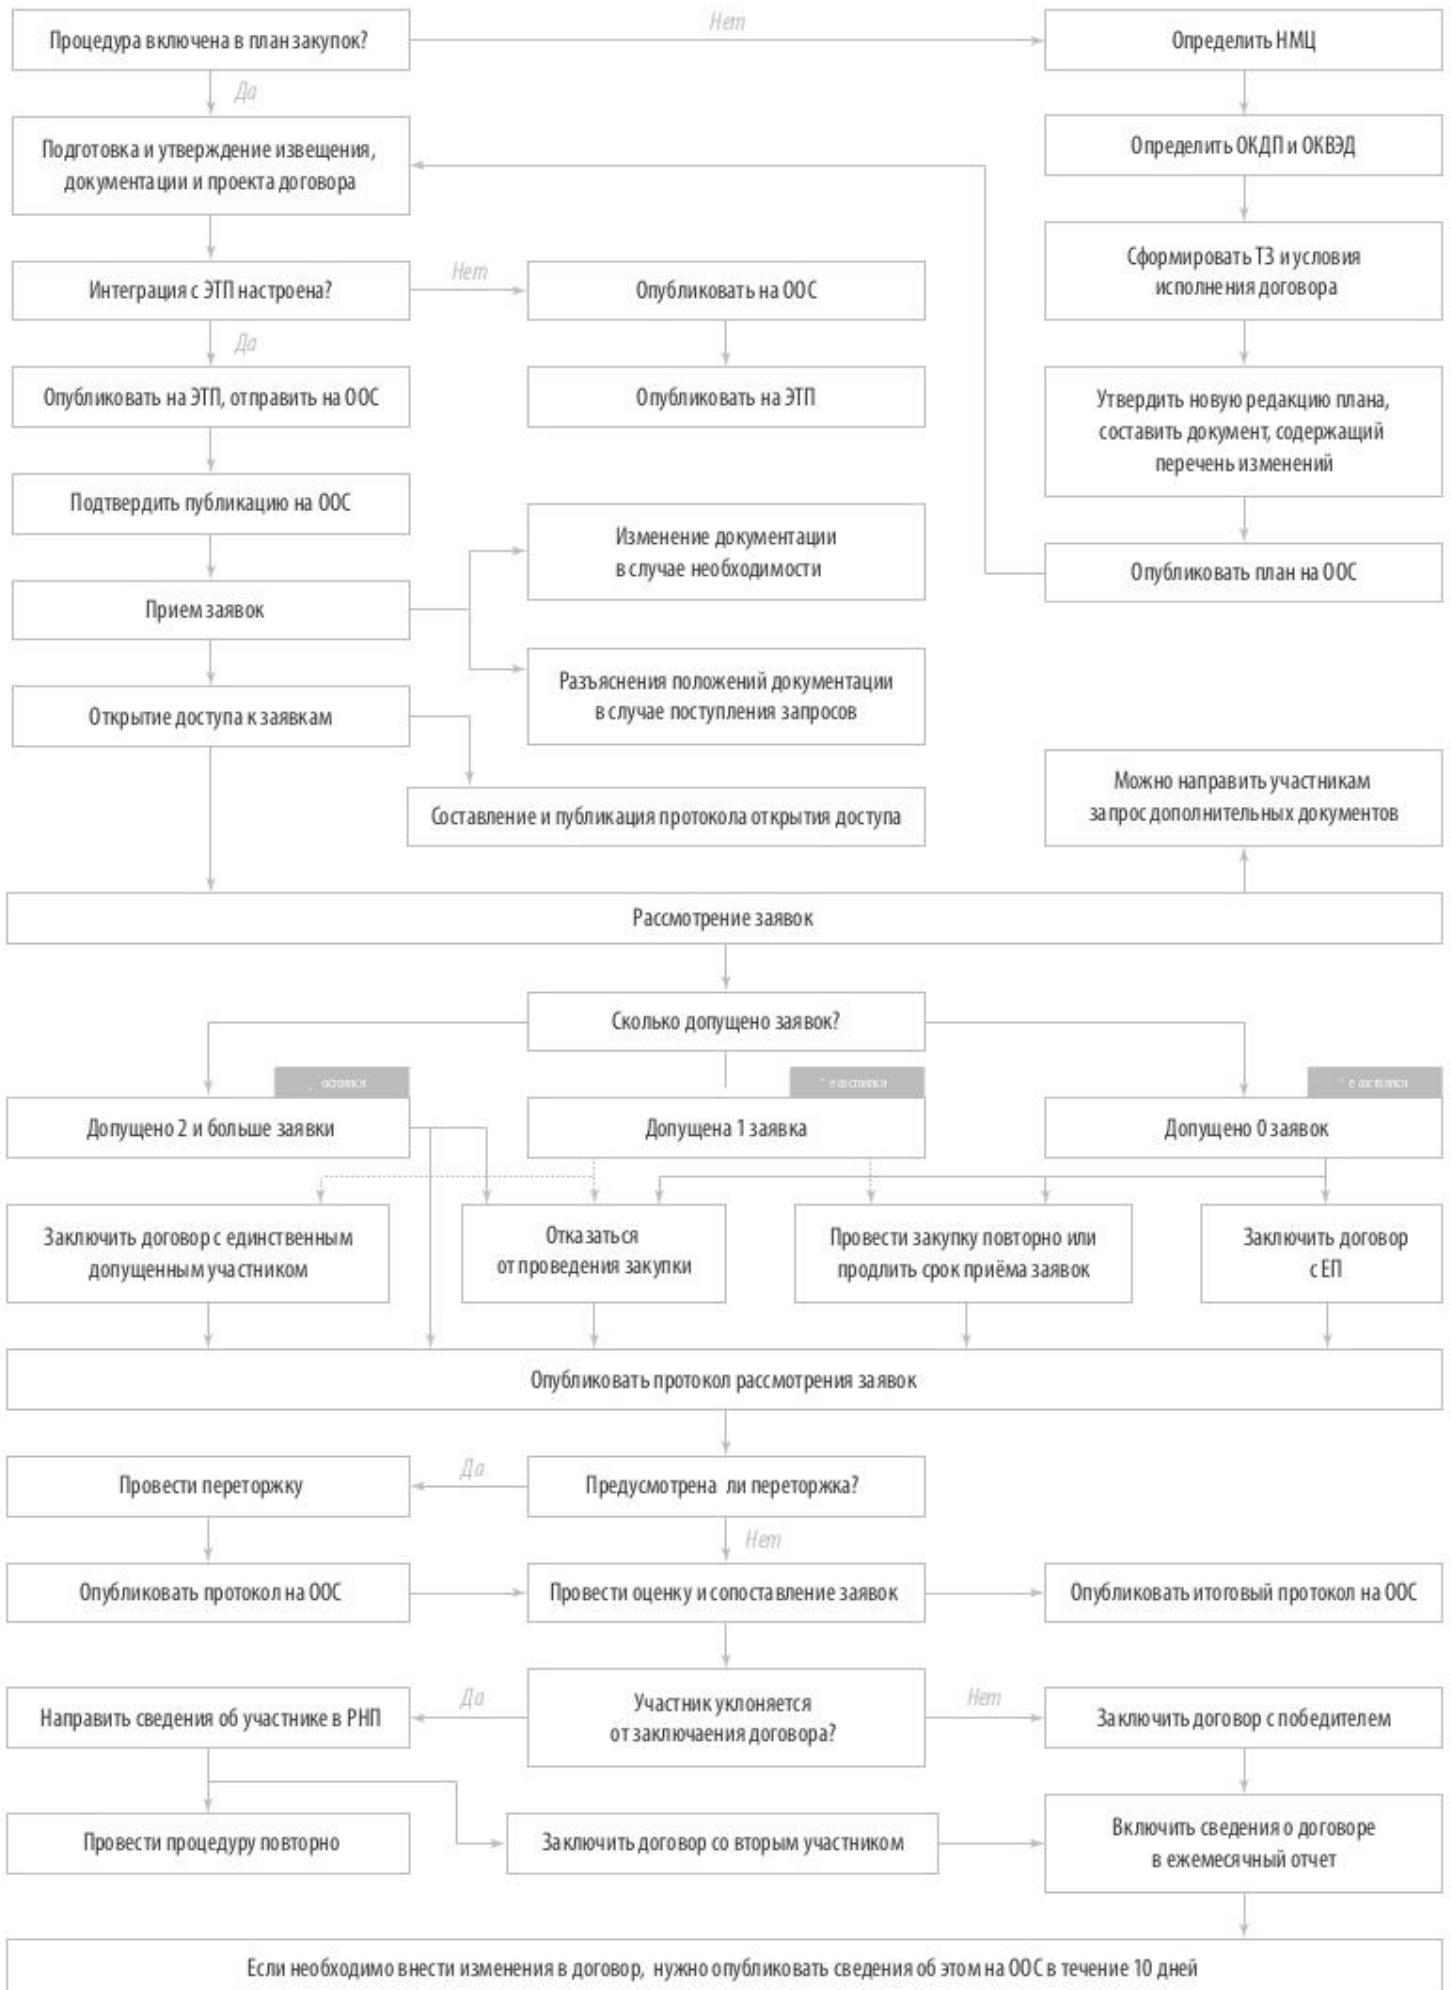 Процедура включена в план закупок?
Нет
Определить НМЦ
Да
Подготовка и утверждение извещения,
документации и проекта договора
Определить ОКДП и ОКВЭД
Сформировать ТЗ и условия
исполнения договора
Интеграция с ЭТП настроена?
Нет
Опубликовать на ООС
Да
Опубликовать на ЭТП, отправить на ООС
Опубликовать на ЭТП
Утвердить новую редакцию плана,
составить документ, содержащий
перечень изменений
Подтвердить публикацию на ООС
Изменение документации
в случае необходимости
Опубликовать план на ООС
Прием заявок
Разъяснения положений документации
в случае поступления запросов
Открытие доступа к заявкам
Составление и публикация протокола открытия доступа
Можно направить участникам
запрос дополнительных документов
Рассмотрение заявок
Сколько допущено заявок?
Допущено 2 и больше заявки
Допущена 1 заявка
Допущено 0 заявок
Заключить договор с единственным
допущенным участником
Отказаться
от проведения закупки
Провести закупку повторно или
продлить срок приёма заявок
Заключить договор
с ЕП
Опубликовать протокол рассмотрения заявок
Провести переторжку
Да
Предусмотрена ли переторжка?
Нет
Опубликовать протокол на ООС
Провести оценку и сопоставление заявок
Опубликовать итоговый протокол на ООС
Направить сведения об участнике в РНП
Да
Участник уклоняется
от заключаения договора?
Нет
Заключить договор с победителем
Провести процедуру повторно
Заключить договор со вторым участником
Включить сведения о договоре
в ежемесячный отчет
Если необходимо внести изменения в договор, нужно опубликовать сведения об этом на ООС в течение 10 дней